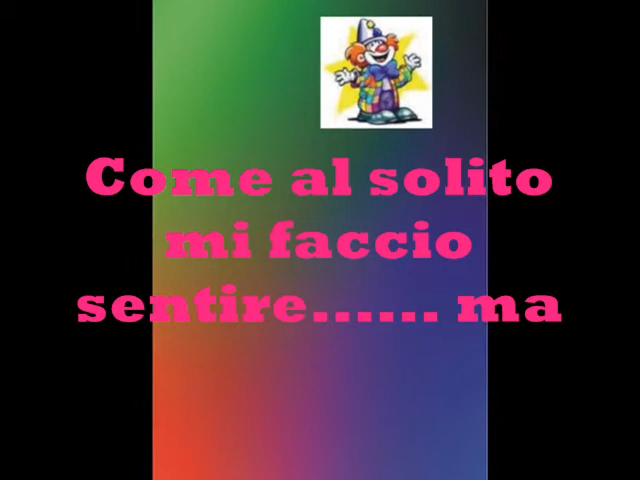 Come al solito
mi faccio
sentire...... ma